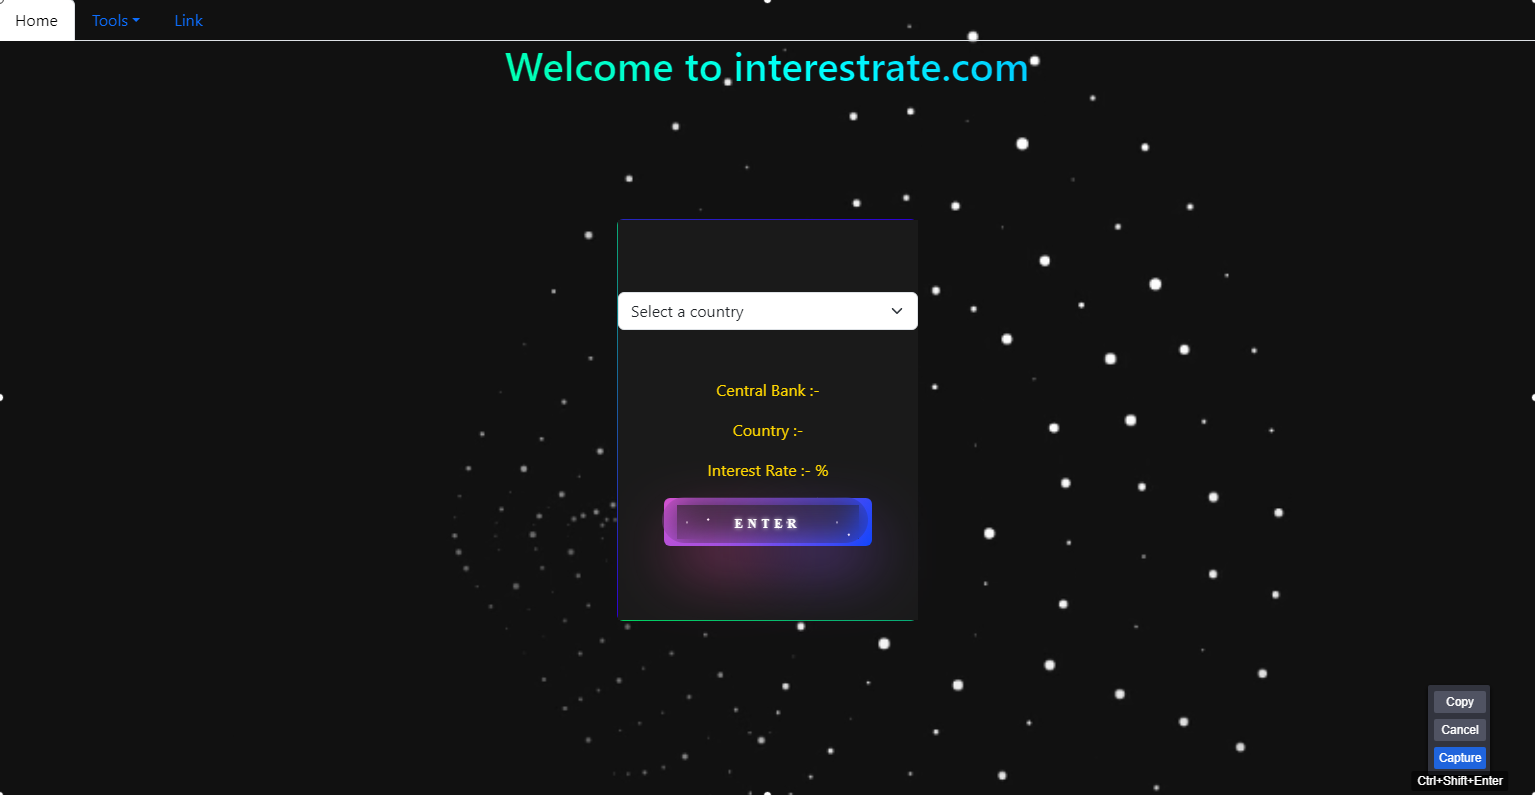 Home Tools Link
Welcome to interestrate.com
Select a country
Central Bank :-
Country :-
Interest Rate :- %
ENTER
Copy
Cancel
Capture
Ctrl+Shift+Enter